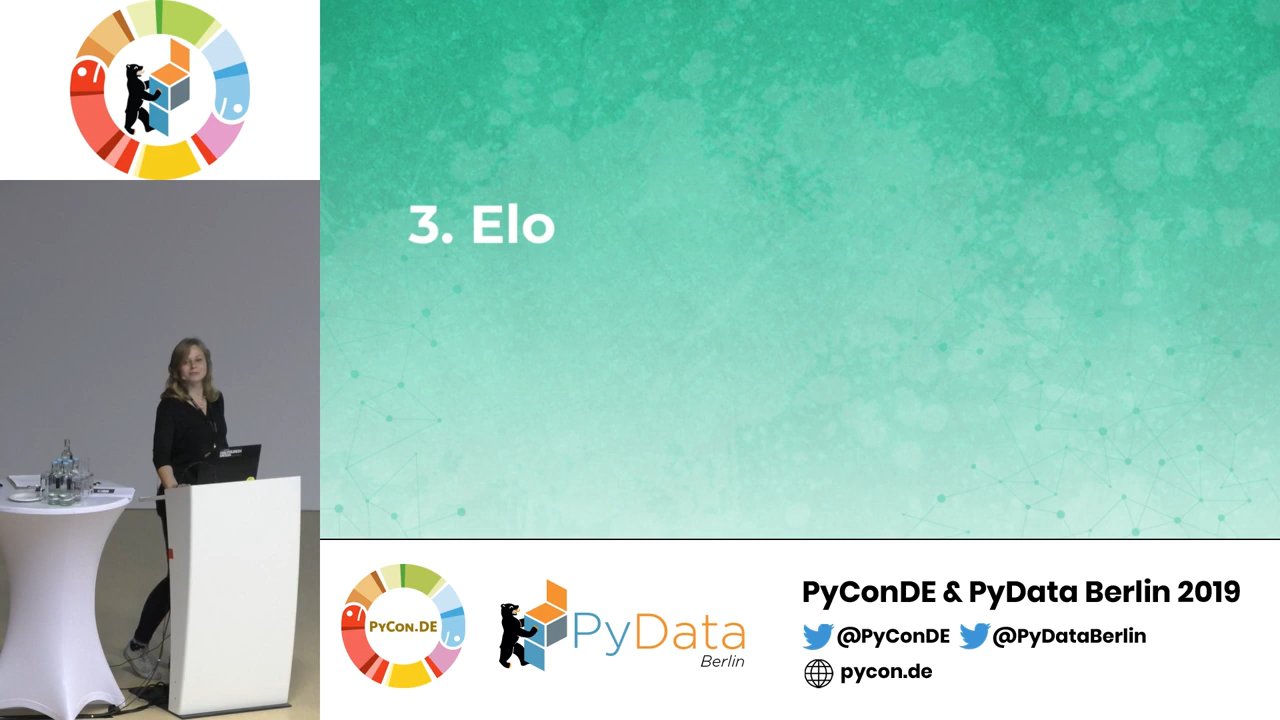 3. Elo
PyCon.DE
PyData
Berlin
PyConDE & PyData Berlin 2019
@PyConDE @PyDataBerlin
pycon.de